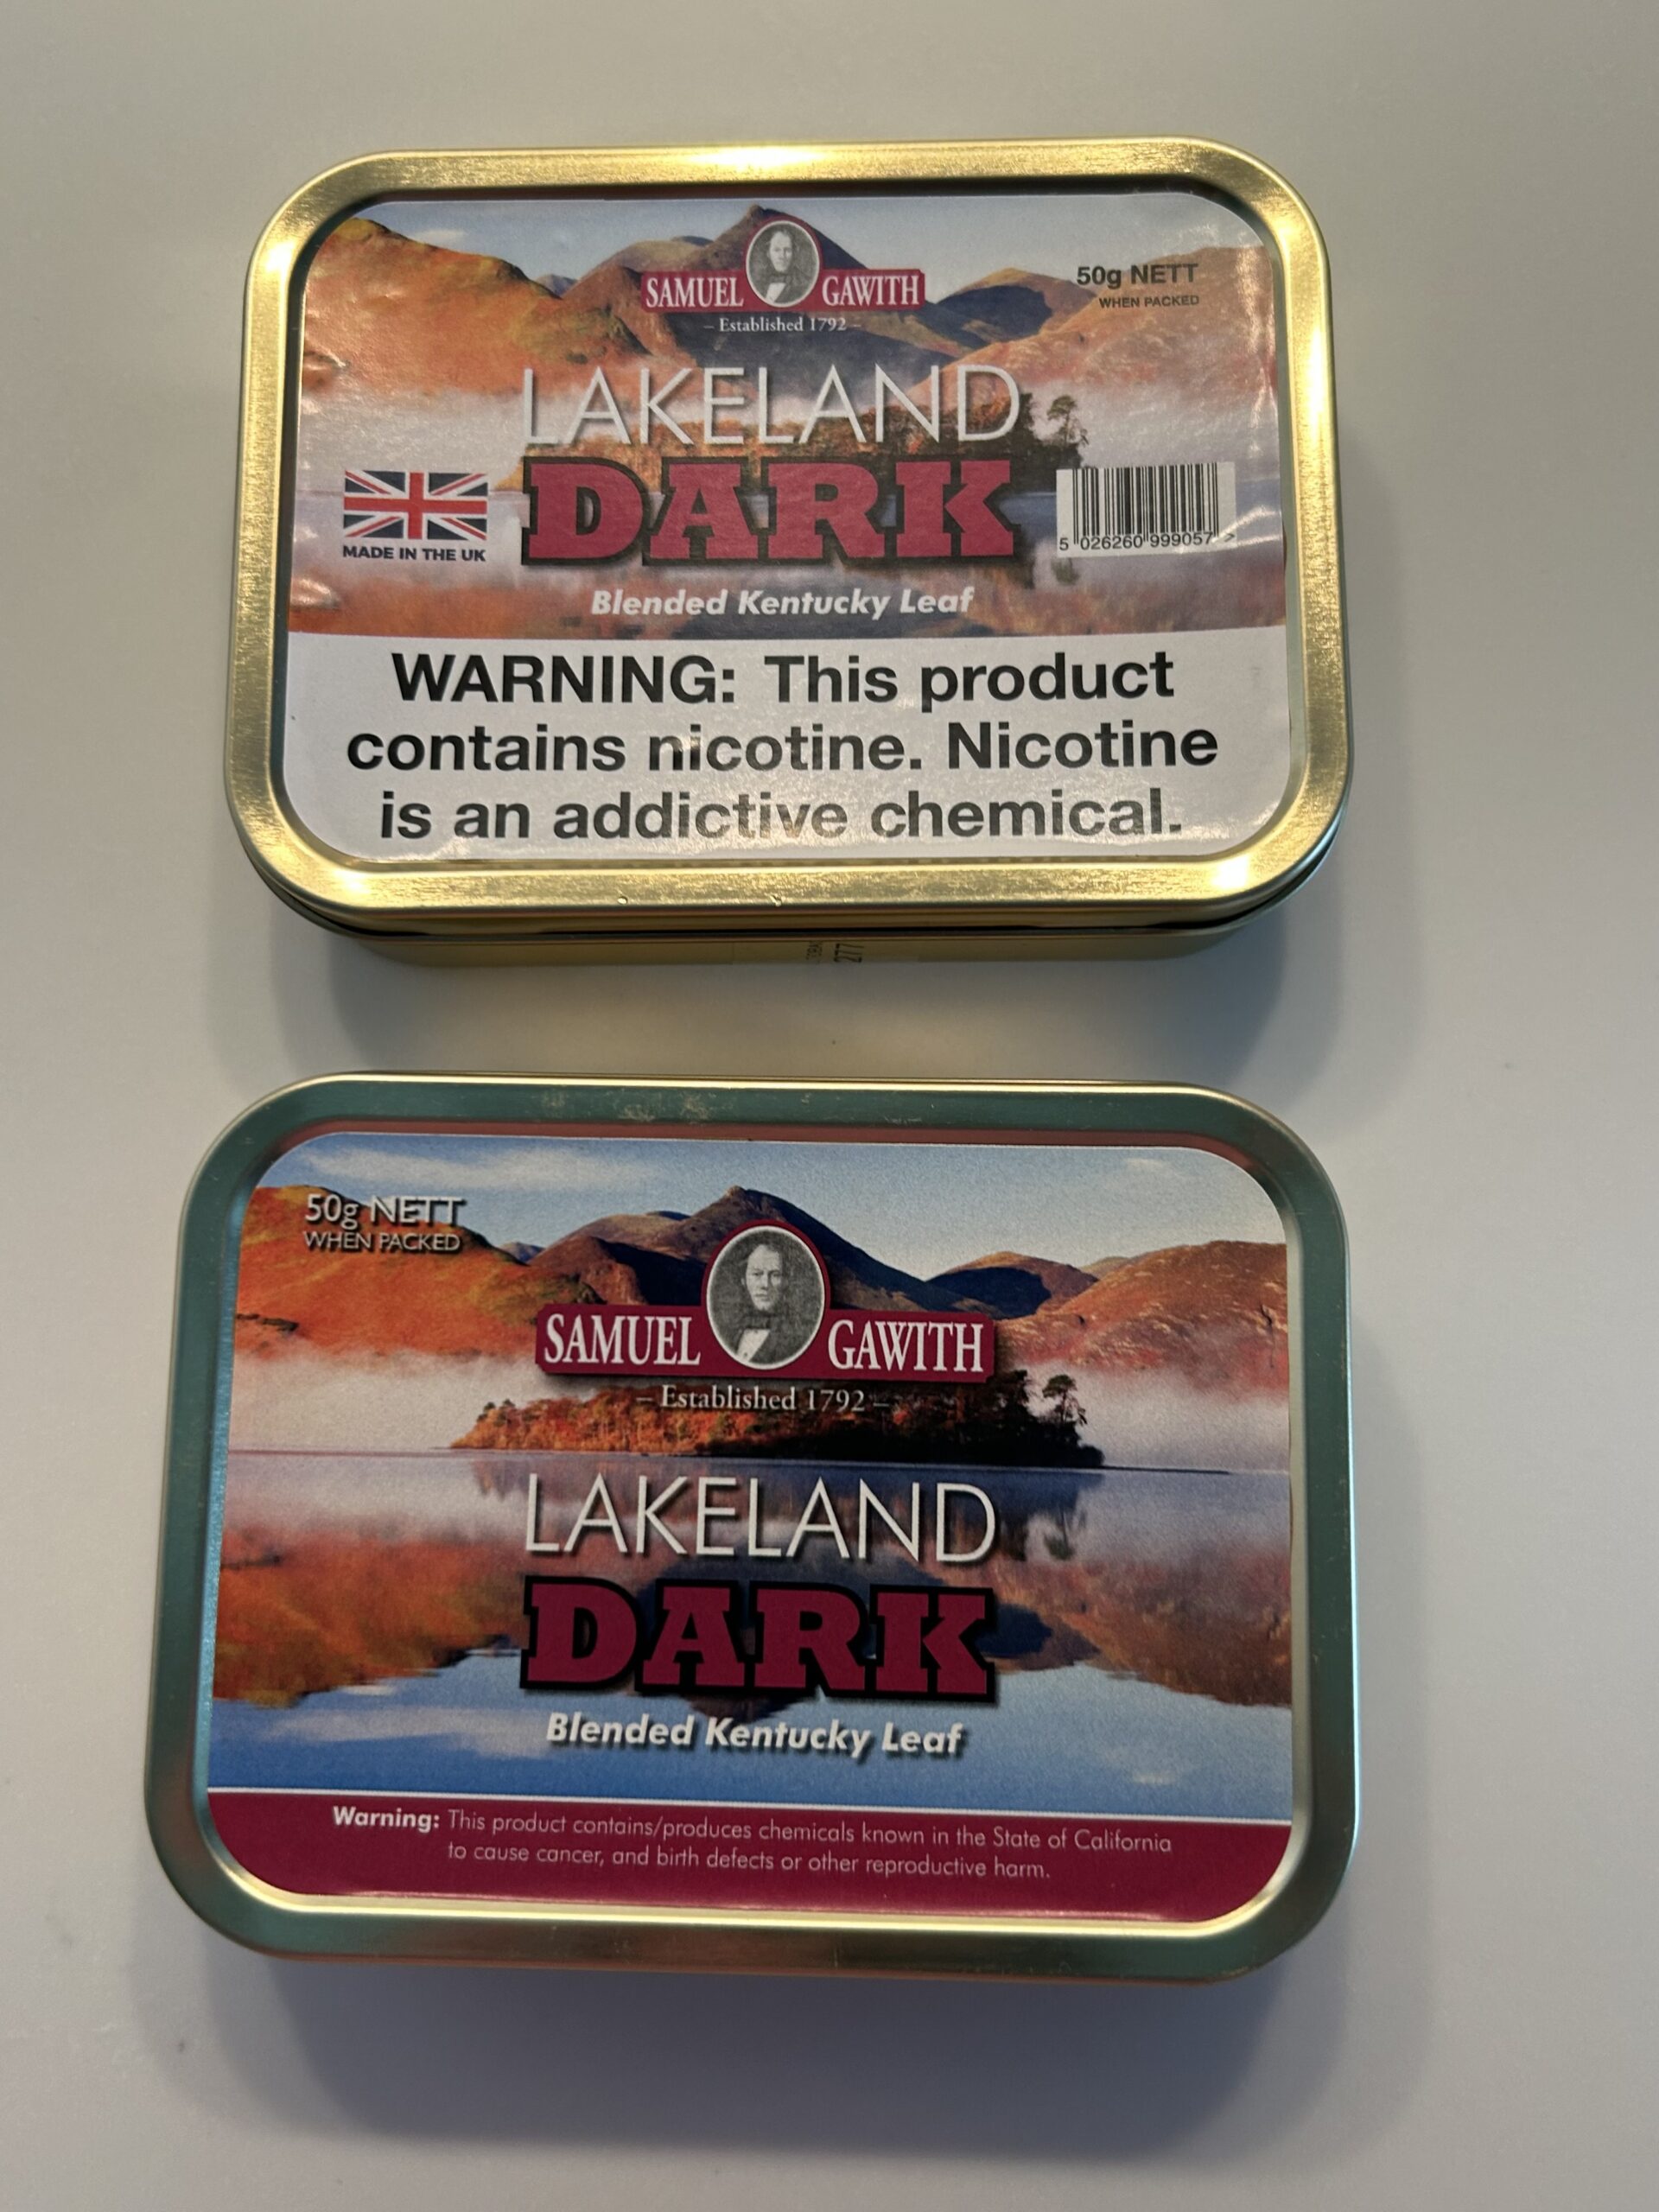 SAMUEL GAWITH
– Established 1792 –
50g NETT
WHEN PACKED
LAKELAND
DARK
MADE IN THE UK
5 026260 999057 >
Blended Kentucky Leaf
WARNING: This product
contains nicotine. Nicotine
is an addictive chemical.
277
50g NETT
WHEN PACKED
SAMUEL GAWITH
– Established 1792 –
LAKELAND
DARK
Blended Kentucky Leaf
Warning: This product contains/produces chemicals known in the State of California
to cause cancer, and birth defects or other reproductive harm.